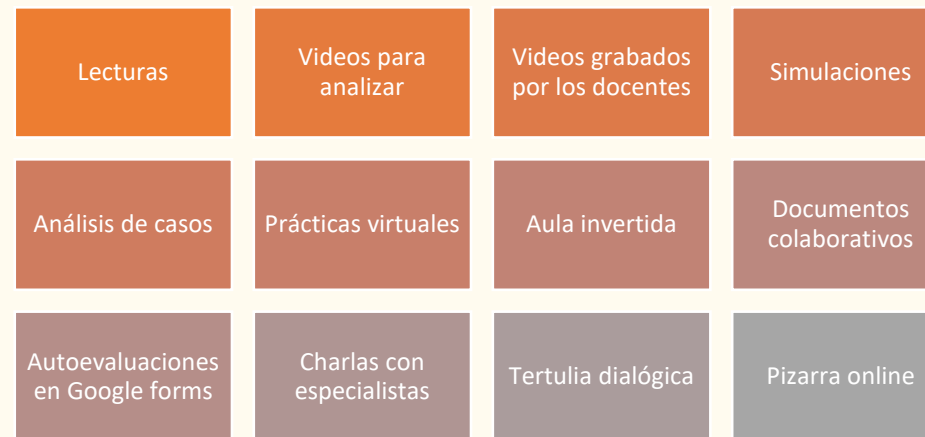 Lecturas
Videos para
analizar
Videos grabados
por los docentes
Simulaciones
Análisis de casos
Prácticas virtuales
Aula invertida
Documentos
colaborativos
Autoevaluaciones
en Google forms
Charlas con
especialistas
Tertulia dialógica
Pizarra online